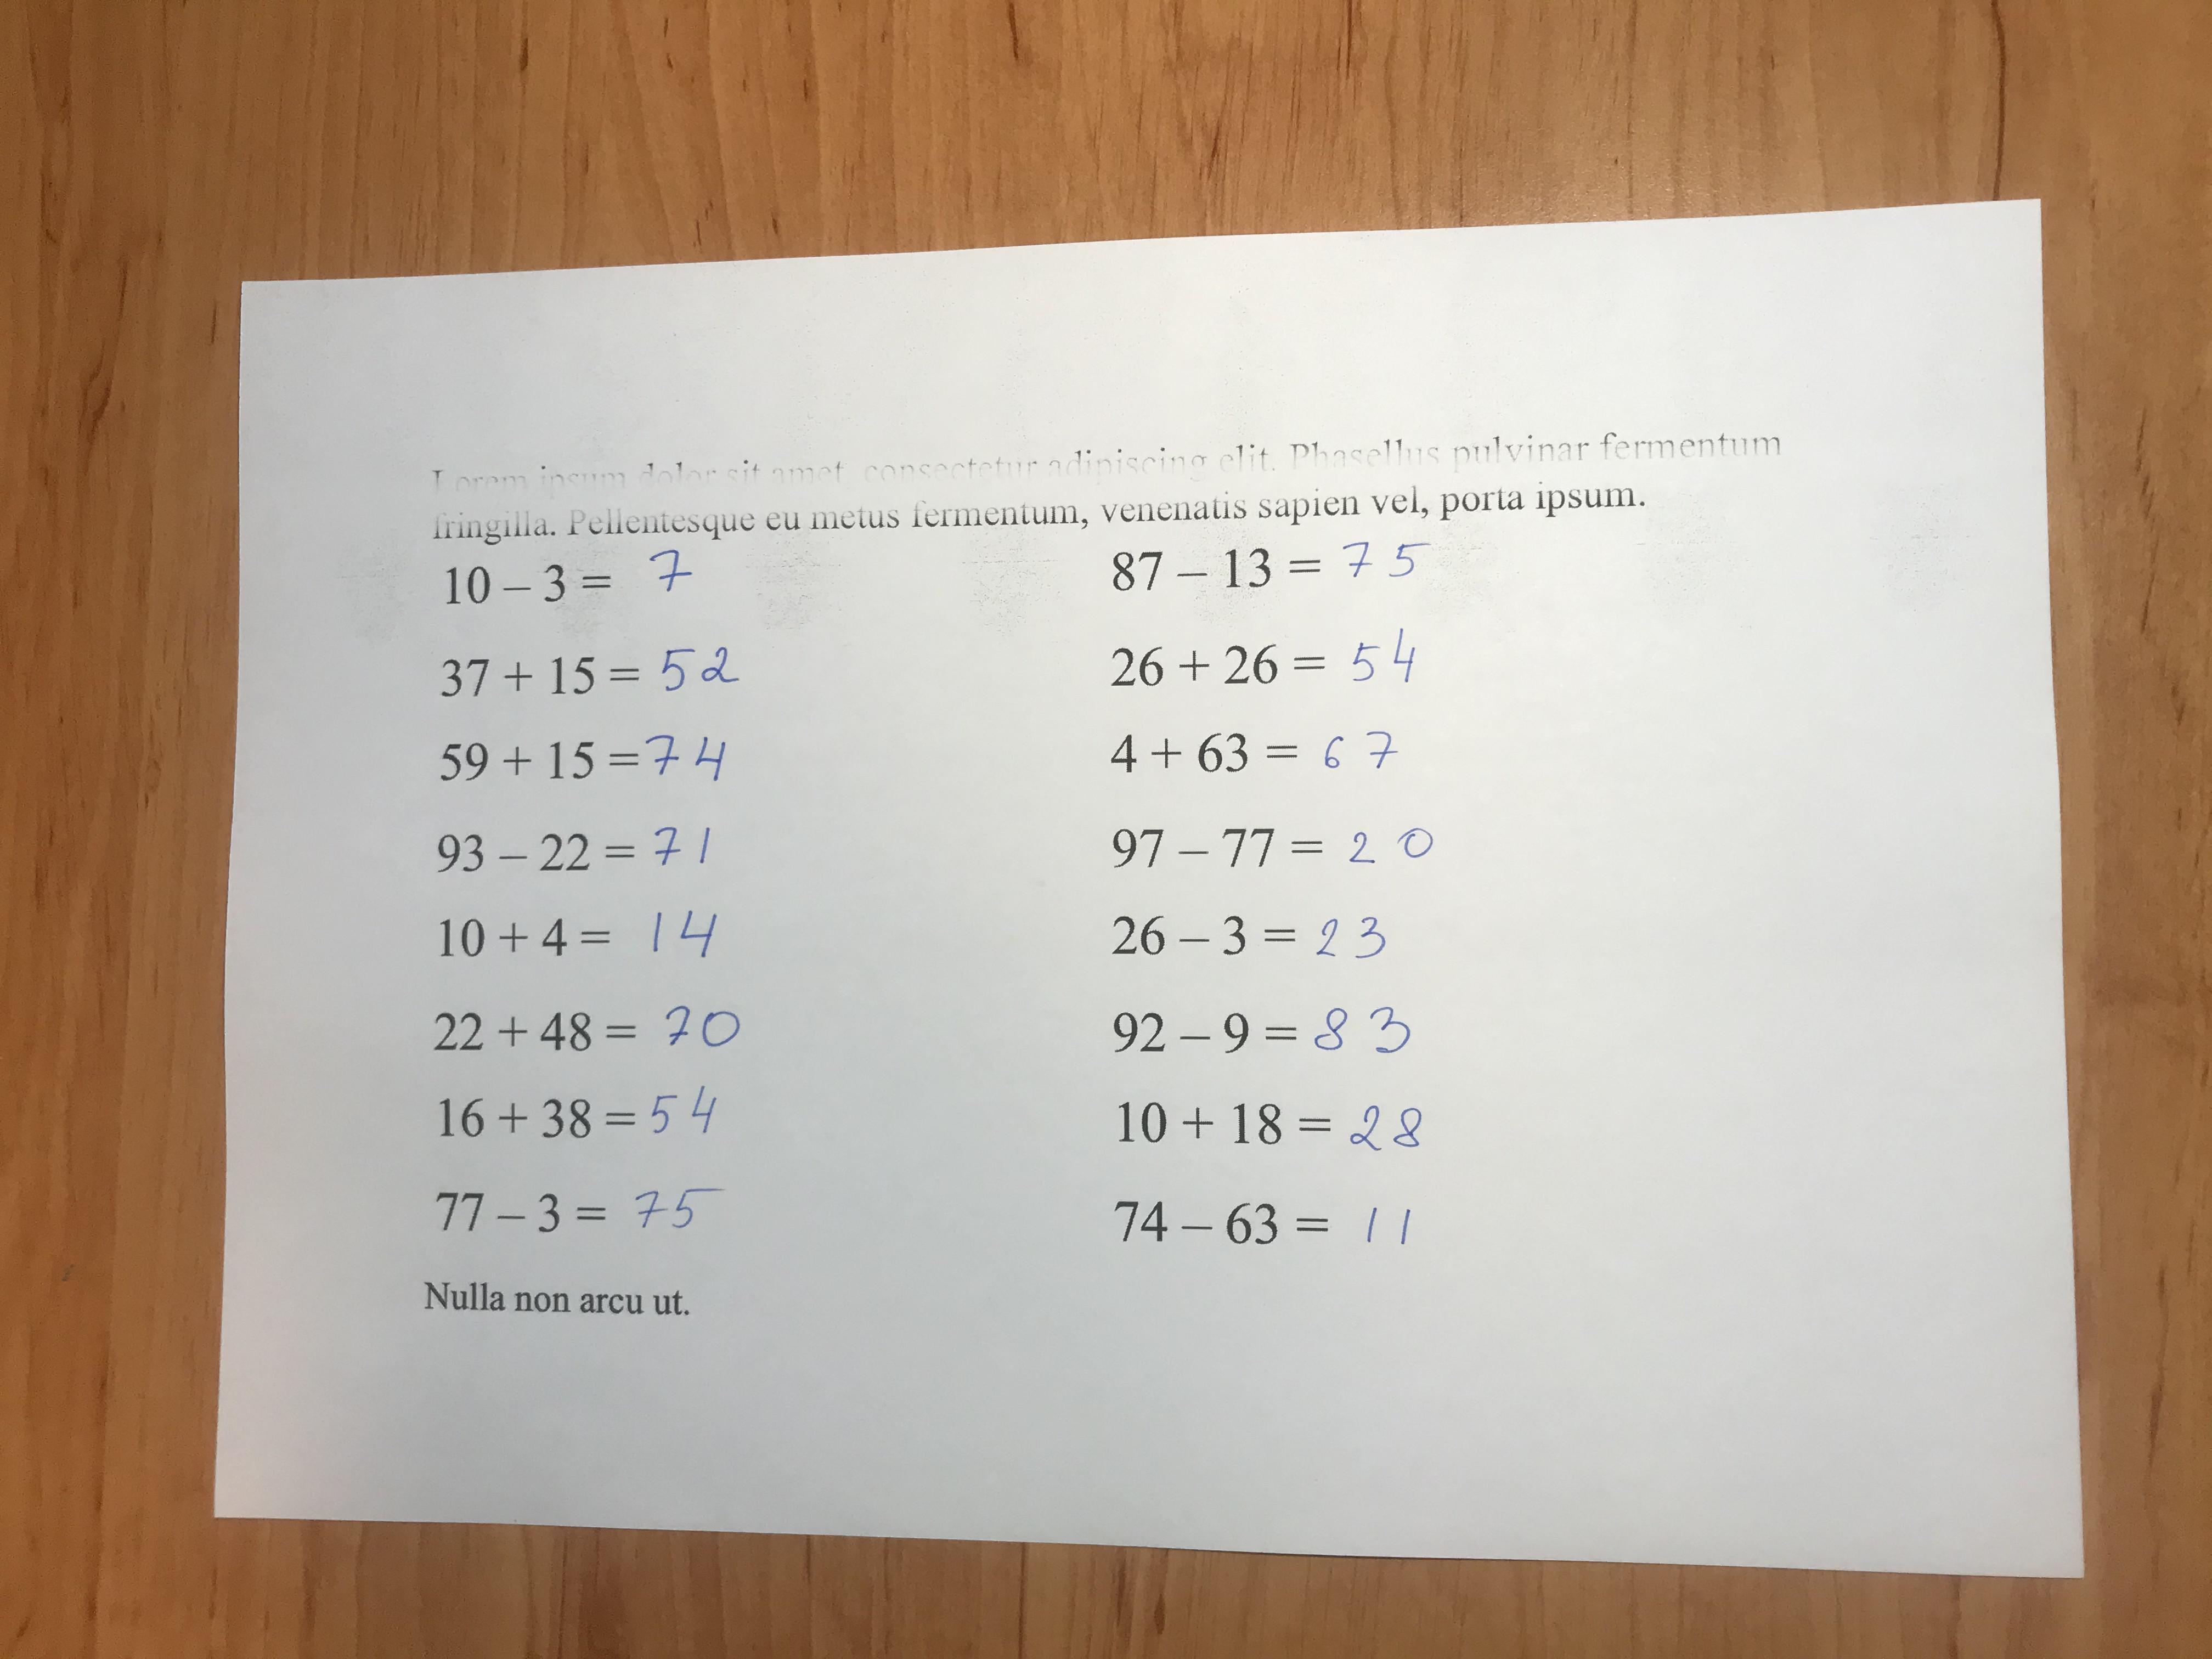 Lorem ipsum dolor sit amet, consectetur adipiscing elit. Phasellus pulvinar fermentum
fringilla. Pellentesque eu metus fermentum, venenatis sapien vel, porta ipsum.
10 – 3 = 7
37 + 15 = 52
59 + 15 = 74
93 – 22 = 71
10 + 4 = 14
22 + 48 = 70
16 + 38 = 54
77 – 3 = 75
87 – 13 = 75
26 + 26 = 54
4 + 63 = 67
97 – 77 = 20
26 – 3 = 23
92 – 9 = 83
10 + 18 = 28
74 – 63 = 11
Nulla non arcu ut.